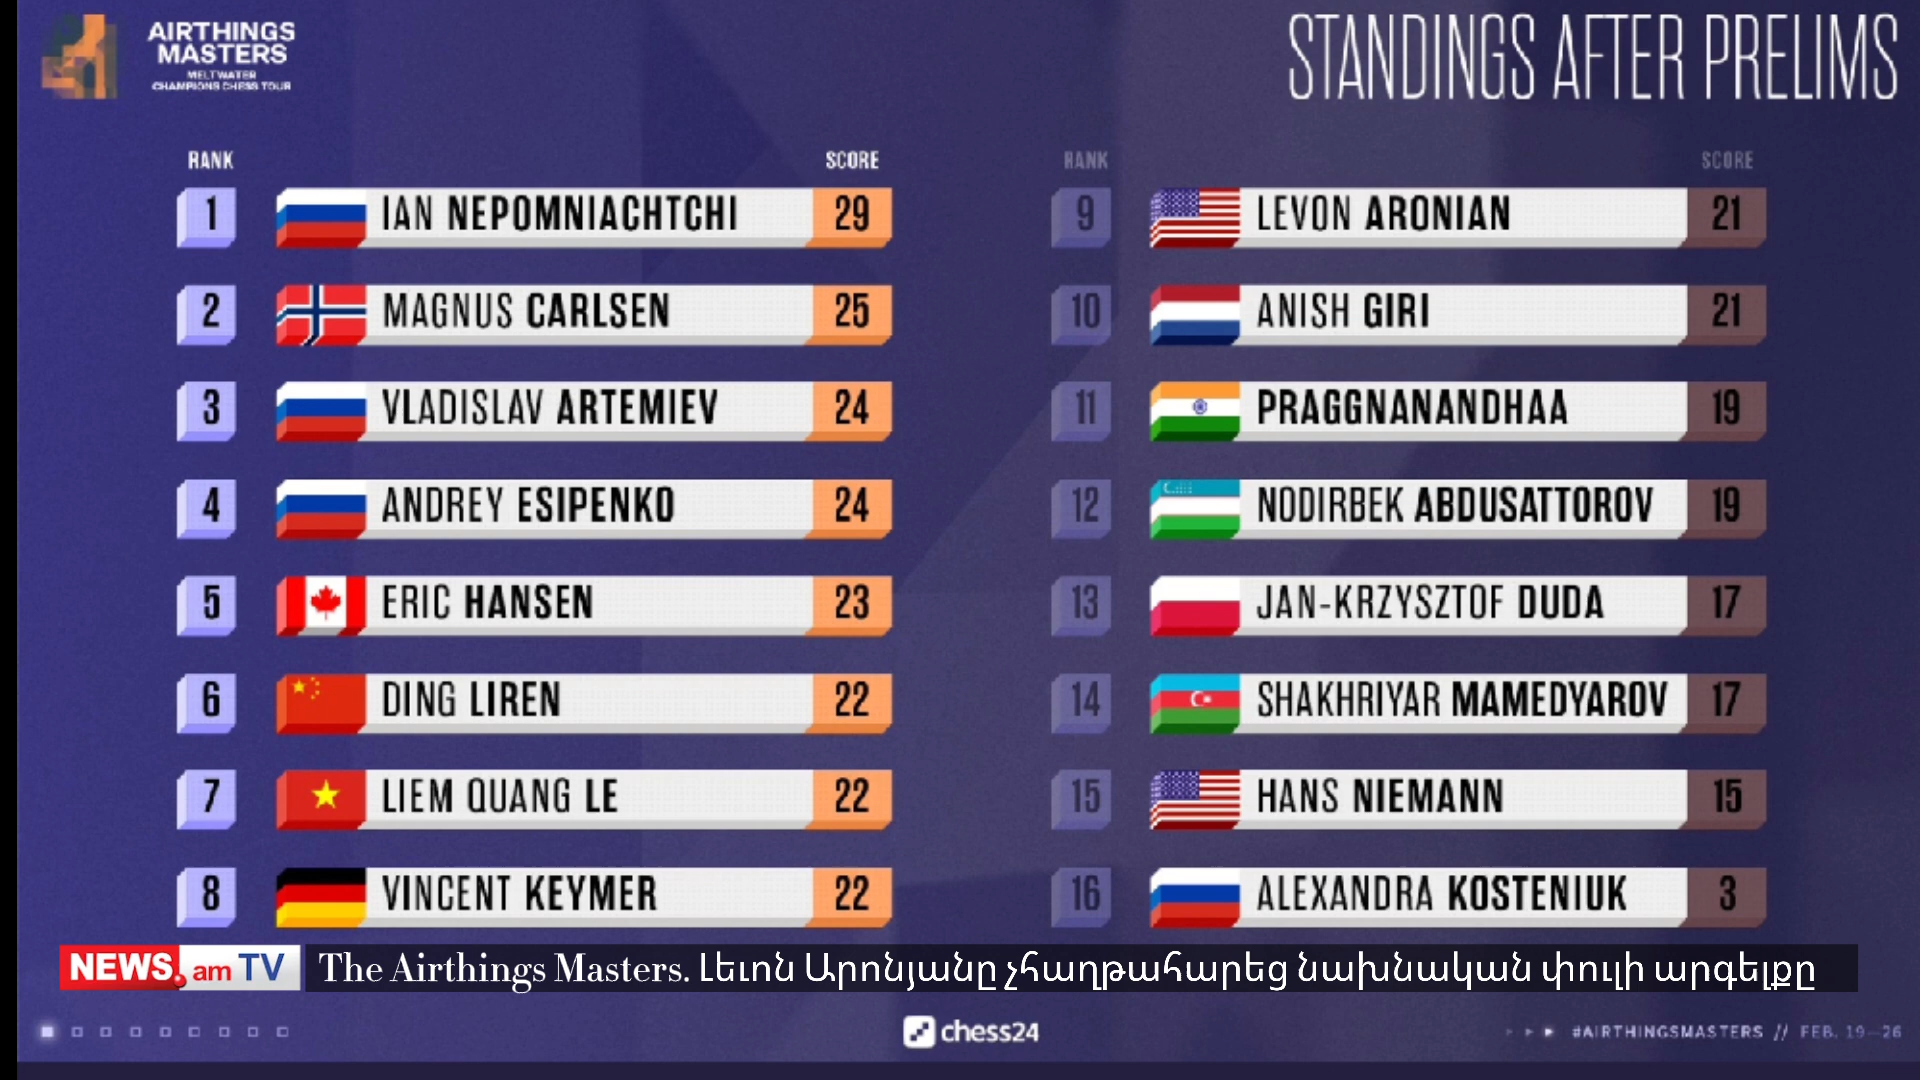 AIRTHINGS
MASTERS
MELTWATER
CHAMPIONS CHESS TOUR
STANDINGS AFTER PRELIMS
RANK SCORE
1 IAN NEPOMNIACHTCHI 29
2 MAGNUS CARLSEN 25
3 VLADISLAV ARTEMIEV 24
4 ANDREY ESIPENKO 24
5 ERIC HANSEN 23
6 DING LIREN 22
7 LIEM QUANG LE 22
8 VINCENT KEYMER 22
RANK SCORE
9 LEVON ARONIAN 21
10 ANISH GIRI 21
11 PRAGGNANANDHAA 19
12 NODIRBEK ABDUSATTOROV 19
13 JAN-KRZYSZTOF DUDA 17
14 SHAKHRIYAR MAMEDYAROV 17
15 HANS NIEMANN 15
16 ALEXANDRA KOSTENIUK 3
NEWS.am TV The Airthings Masters. Լեւոն Արոնյանը չհաղթահարեց նախնական փուլի արգելքը
chess24
#AIRTHINGSMASTERS // FEB. 19—26